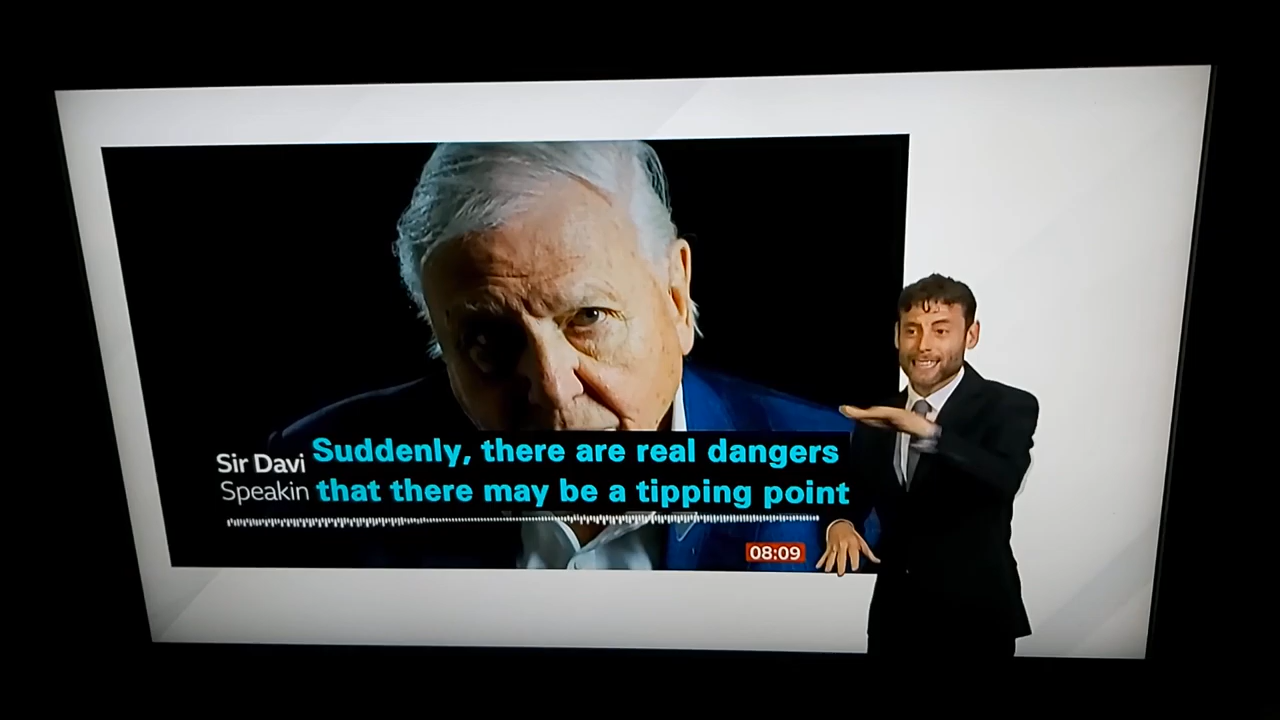 Sir Davi
Speakin
Suddenly, there are real dangers
that there may be a tipping point
08:09